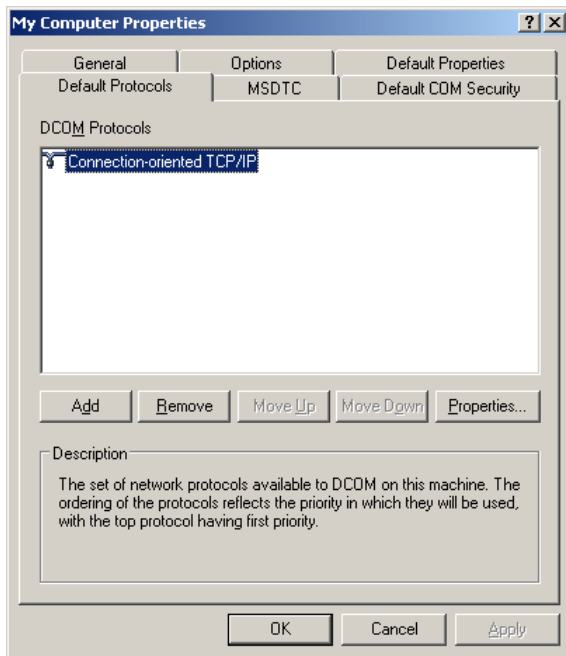 My Computer Properties
General Options Default Properties
Default Protocols MSDTC Default COM Security
DCOM Protocols
Connection-oriented TCP/IP
Add Remove Move Up Move Down Properties...
Description
The set of network protocols available to DCOM on this machine. The
ordering of the protocols reflects the priority in which they will be used,
with the top protocol having first priority.
OK Cancel Apply